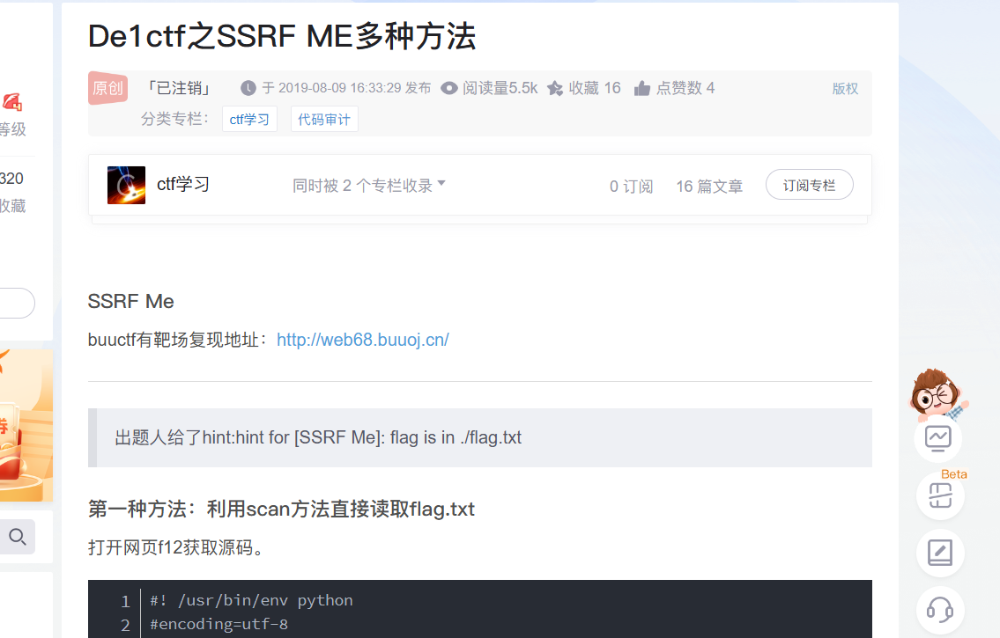 De1ctf之SSRF ME多种方法
原创 「已注销」 于 2019-08-09 16:33:29 发布 阅读量5.5k 收藏 16 点赞数 4 版权
分类专栏： ctf学习 代码审计
等级
ctf学习 同时被 2 个专栏收录 0 订阅 16 篇文章 订阅专栏
320
收藏
SSRF Me
buuctf有靶场复现地址：http://web68.buuoj.cn/
券
出题人给了hint:hint for [SSRF Me]: flag is in ./flag.txt
Beta
第一种方法：利用scan方法直接读取flag.txt
打开网页f12获取源码。
1 #! /usr/bin/env python
2 #encoding=utf-8